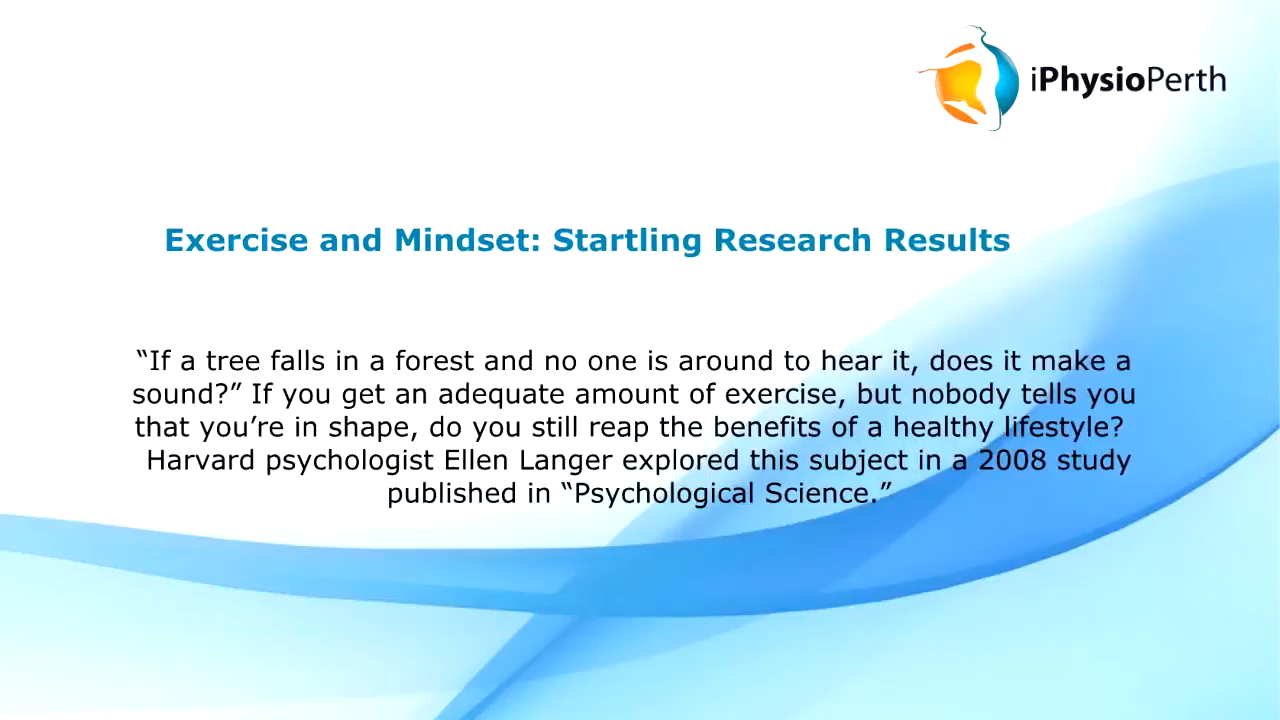 iPhysioPerth
Exercise and Mindset: Startling Research Results
“If a tree falls in a forest and no one is around to hear it, does it make a
sound?” If you get an adequate amount of exercise, but nobody tells you
that you’re in shape, do you still reap the benefits of a healthy lifestyle?
Harvard psychologist Ellen Langer explored this subject in a 2008 study
published in “Psychological Science.”